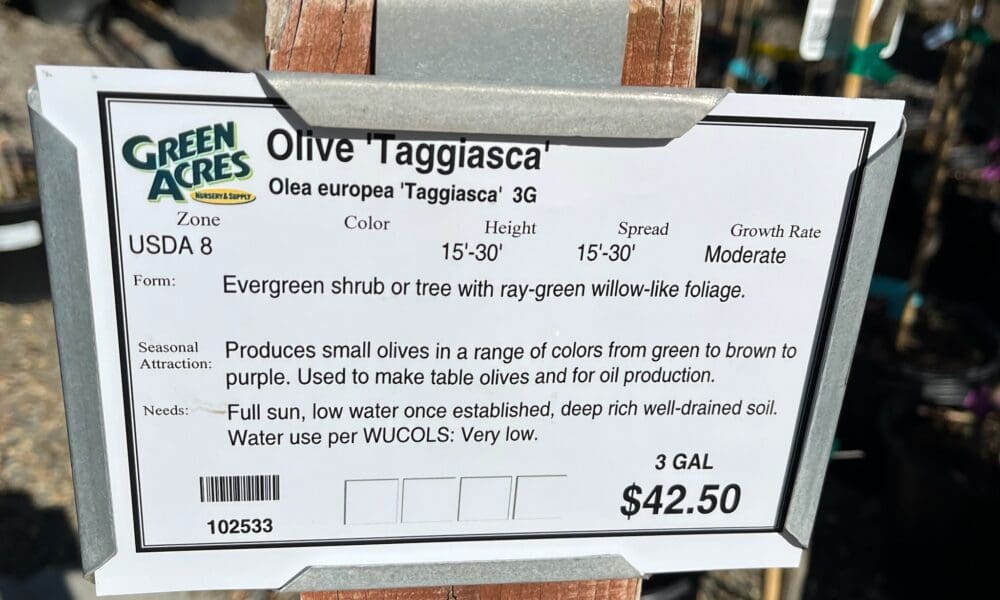 GREEN
ACRES
NURSERY & SUPPLY
Olive 'Taggiasca'
Olea europea 'Taggiasca' 3G
Zone Color Height Spread Growth Rate
USDA 8 15'-30' 15'-30' Moderate
Form: Evergreen shrub or tree with ray-green willow-like foliage.
Seasonal Attraction: Produces small olives in a range of colors from green to brown to
purple. Used to make table olives and for oil production.
Needs: Full sun, low water once established, deep rich well-drained soil.
Water use per WUCOLS: Very low.
3 GAL
$42.50
102533